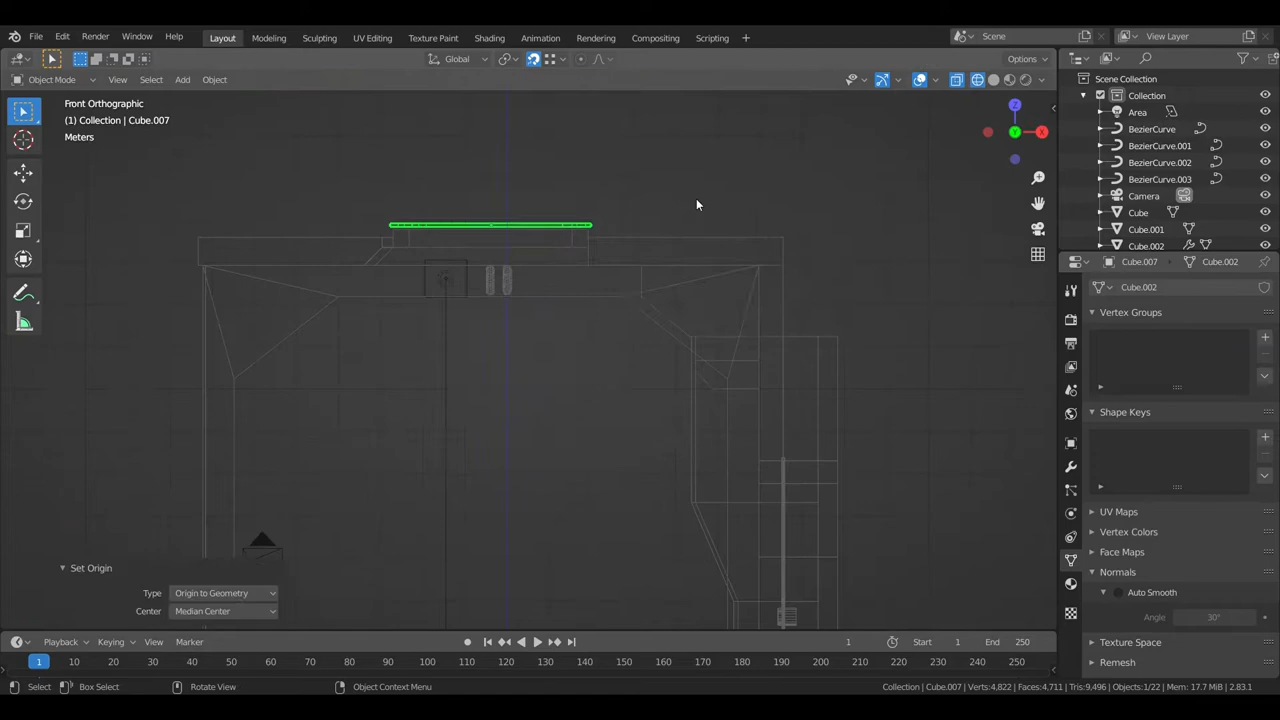 File Edit Render Window Help Layout Modeling Sculpting UV Editing Texture Paint Shading Animation Rendering Compositing Scripting + Scene View Layer
Global Options
Object Mode View Select Add Object
Front Orthographic
(1) Collection | Cube.007
Meters
Z
Y
X
Scene Collection
Collection
Area
BezierCurve
BezierCurve.001
BezierCurve.002
BezierCurve.003
Camera
Cube
Cube.001
Cube.002
Cube.007 Cube.002
Cube.002
Vertex Groups
Shape Keys
UV Maps
Vertex Colors
Face Maps
Normals
Auto Smooth
Angle 30°
Texture Space
Remesh
Set Origin
Type Origin to Geometry
Center Median Center
Playback Keying View Marker 1 Start 1 End 250
1 10 20 30 40 50 60 70 80 90 100 110 120 130 140 150 160 170 180 190 200 210 220 230 240 250
Select Box Select Rotate View Object Context Menu Collection | Cube.007 | Verts:4,822 | Faces:4,711 | Tris:9,496 | Objects:1/22 | Mem: 17.7 MiB | 2.83.1